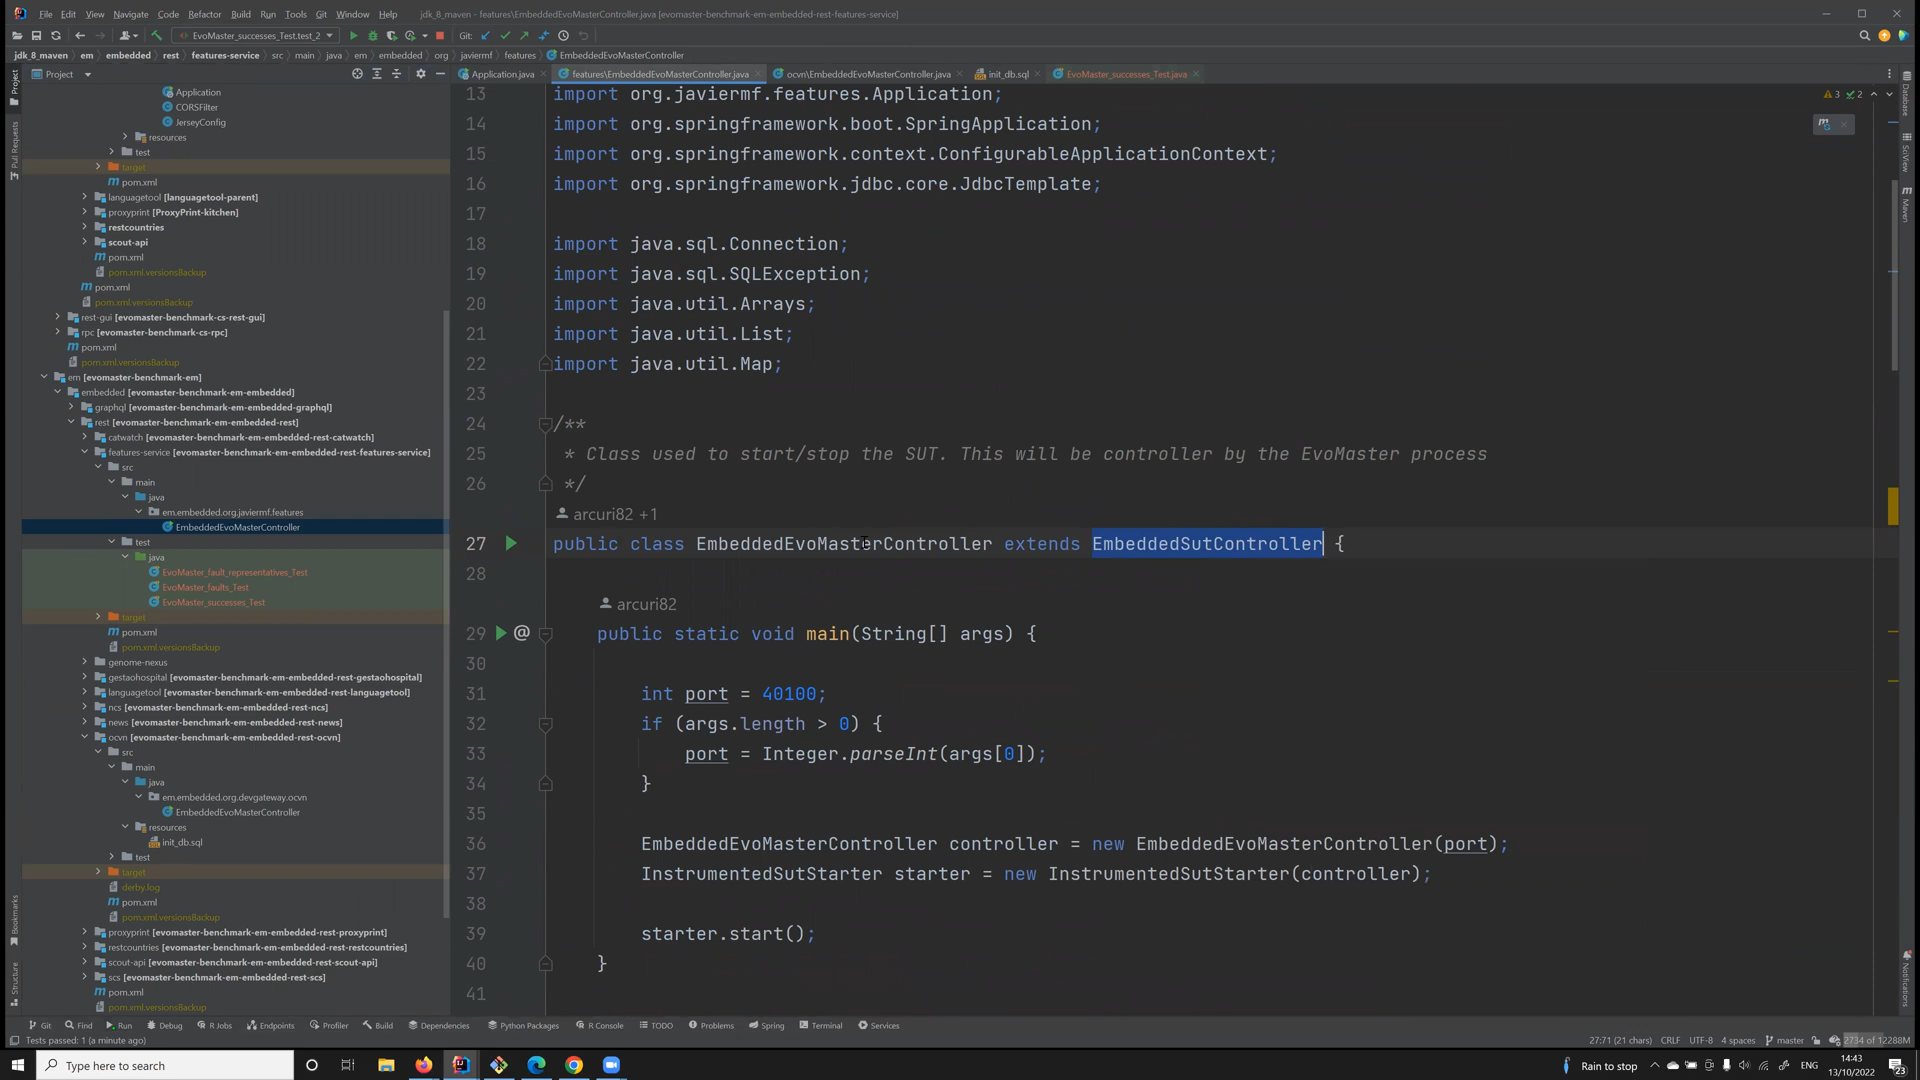 File Edit View Navigate Code Refactor Build Run Tools Git Window Help jdk_8_maven - features\EmbeddedEvoMasterController.java [evomaster-benchmark-em-embedded-rest-features-service]
EvoMaster_successes_Test.test_2 Git:
jdk_8_maven em embedded rest features-service src main java em embedded org javiermf features EmbeddedEvoMasterController
Project
Application.java features\EmbeddedEvoMasterController.java ocvn\EmbeddedEvoMasterController.java init_db.sql EvoMaster_successes_Test.java
Project
Pull Requests
Bookmarks
Structure
Application
CORSFilter
JerseyConfig
resources
test
target
pom.xml
languagetool [languagetool-parent]
proxyprint [ProxyPrint-kitchen]
restcountries
scout-api
pom.xml
pom.xml.versionsBackup
pom.xml
pom.xml.versionsBackup
rest-gui [evomaster-benchmark-cs-rest-gui]
rpc [evomaster-benchmark-cs-rpc]
pom.xml
pom.xml.versionsBackup
em [evomaster-benchmark-em]
embedded [evomaster-benchmark-em-embedded]
graphql [evomaster-benchmark-em-embedded-graphql]
rest [evomaster-benchmark-em-embedded-rest]
catwatch [evomaster-benchmark-em-embedded-rest-catwatch]
features-service [evomaster-benchmark-em-embedded-rest-features-service]
src
main
java
em.embedded.org.javiermf.features
EmbeddedEvoMasterController
test
java
EvoMaster_fault_representatives_Test
EvoMaster_faults_Test
EvoMaster_successes_Test
target
pom.xml
pom.xml.versionsBackup
genome-nexus
gestaohospital [evomaster-benchmark-em-embedded-rest-gestaohospital]
languagetool [evomaster-benchmark-em-embedded-rest-languagetool]
ncs [evomaster-benchmark-em-embedded-rest-ncs]
news [evomaster-benchmark-em-embedded-rest-news]
ocvn [evomaster-benchmark-em-embedded-rest-ocvn]
src
main
java
em.embedded.org.devgateway.ocvn
EmbeddedEvoMasterController
resources
init_db.sql
test
target
derby.log
pom.xml
pom.xml.versionsBackup
proxyprint [evomaster-benchmark-em-embedded-rest-proxyprint]
restcountries [evomaster-benchmark-em-embedded-rest-restcountries]
scout-api [evomaster-benchmark-em-embedded-rest-scout-api]
scs [evomaster-benchmark-em-embedded-rest-scs]
pom.xml
pom.xml.versionsBackup
13 import org.javiermf.features.Application;
14 import org.springframework.boot.SpringApplication;
15 import org.springframework.context.ConfigurableApplicationContext;
16 import org.springframework.jdbc.core.JdbcTemplate;
17
18 import java.sql.Connection;
19 import java.sql.SQLException;
20 import java.util.Arrays;
21 import java.util.List;
22 import java.util.Map;
23
24 /**
25 * Class used to start/stop the SUT. This will be controller by the EvoMaster process
26 */
arcuri82 +1
27 public class EmbeddedEvoMasterController extends EmbeddedSutController {
28
arcuri82
29 @ public static void main(String[] args) {
30
31 int port = 40100;
32 if (args.length > 0) {
33 port = Integer.parseInt(args[0]);
34 }
35
36 EmbeddedEvoMasterController controller = new EmbeddedEvoMasterController(port);
37 InstrumentedSutStarter starter = new InstrumentedSutStarter(controller);
38
39 starter.start();
40 }
41
3 2
Database
SciView
Maven
Notifications
Git Find Run Debug R Jobs Endpoints Profiler Build Dependencies Python Packages R Console TODO Problems Spring Terminal Services
Tests passed: 1 (a minute ago) 27:71 (21 chars) CRLF UTF-8 4 spaces master 2734 of 12288M
Type here to search Rain to stop ENG 14:43
13/10/2022 23